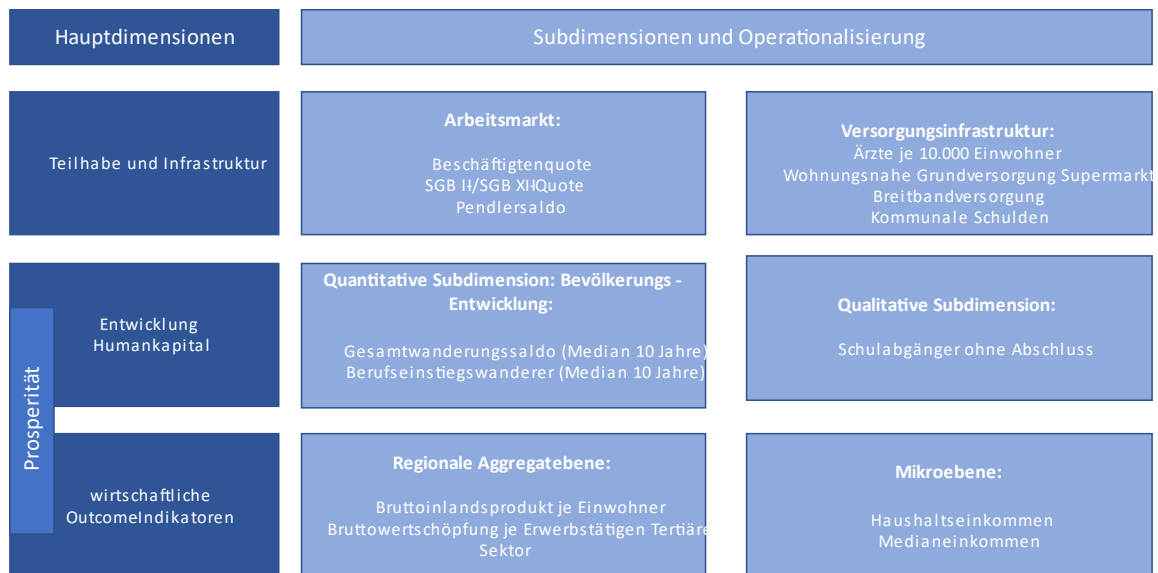 Hauptdimensionen
Subdimensionen und Operationalisierung
Teilhabe und Infrastruktur
Arbeitsmarkt:
Beschäftigtenquote
SGB II-/SGB XII-Quote
Pendlersaldo
Versorgungsinfrastruktur:
Ärzte je 10.000 Einwohner
Wohnungsnahe Grundversorgung Supermarkt
Breitbandversorgung
Kommunale Schulden
Prosperität
Entwicklung
Humankapital
Quantitative Subdimension: Bevölkerungs -
Entwicklung:
Gesamtwanderungssaldo (Median 10 Jahre)
Berufseinstiegswanderer (Median 10 Jahre)
Qualitative Subdimension:
Schulabgänger ohne Abschluss
wirtschaftliche
OutcomeIndikatoren
Regionale Aggregatebene:
Bruttoinlandsprodukt je Einwohner
Bruttowertschöpfung je Erwerbstätigen Tertiäre
Sektor
Mikroebene:
Haushaltseinkommen
Medianeinkommen